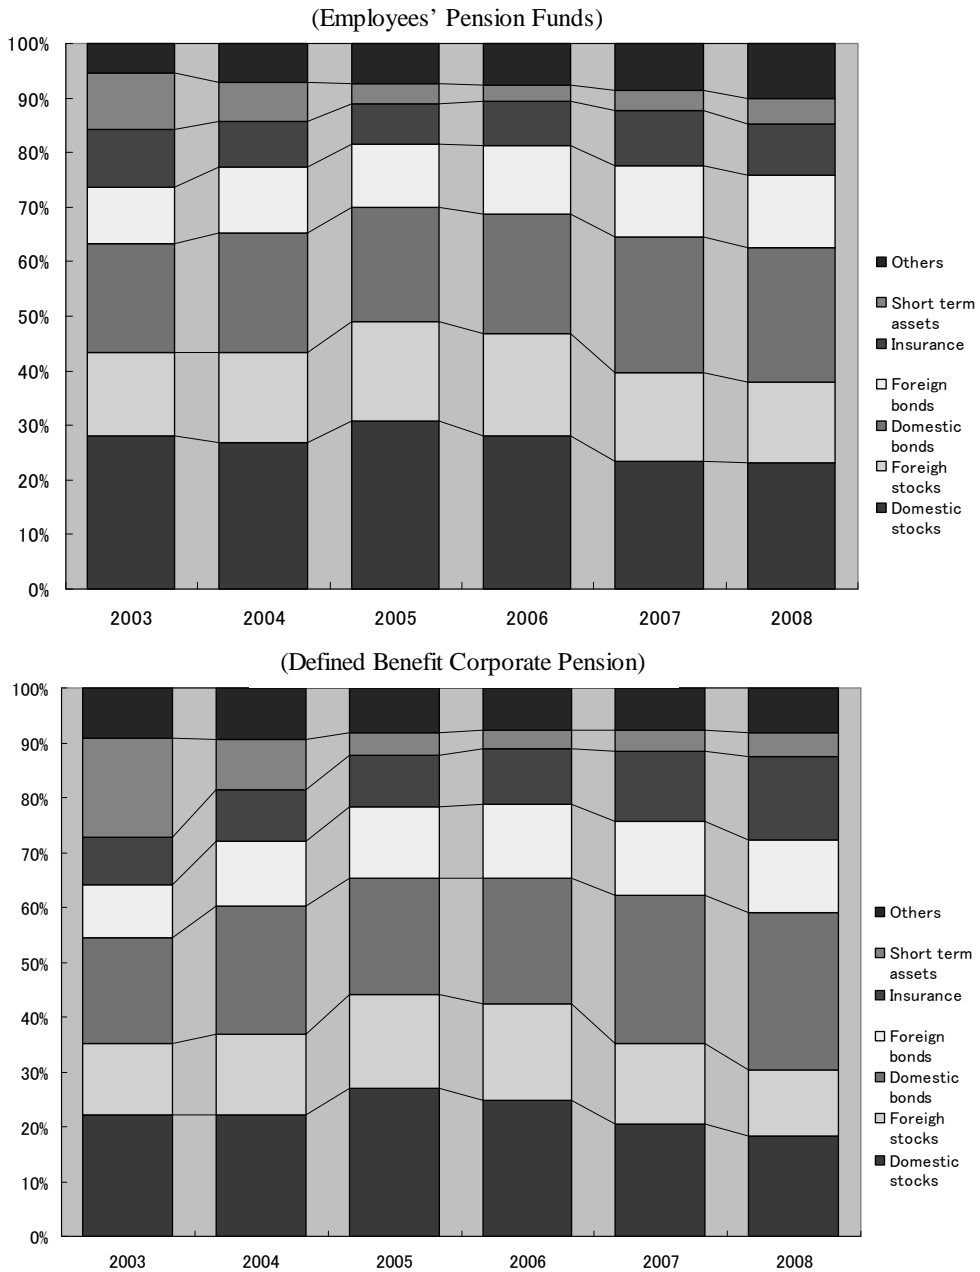 (Employees' Pension Funds)
100%
90%
80%
70%
60%
50%
40%
30%
20%
10%
0%
2003 2004 2005 2006 2007 2008
Others
Short term
assets
Insurance
Foreign
bonds
Domestic
bonds
Foreigh
stocks
Domestic
stocks
(Defined Benefit Corporate Pension)
100%
90%
80%
70%
60%
50%
40%
30%
20%
10%
0%
2003 2004 2005 2006 2007 2008
Others
Short term
assets
Insurance
Foreign
bonds
Domestic
bonds
Foreigh
stocks
Domestic
stocks